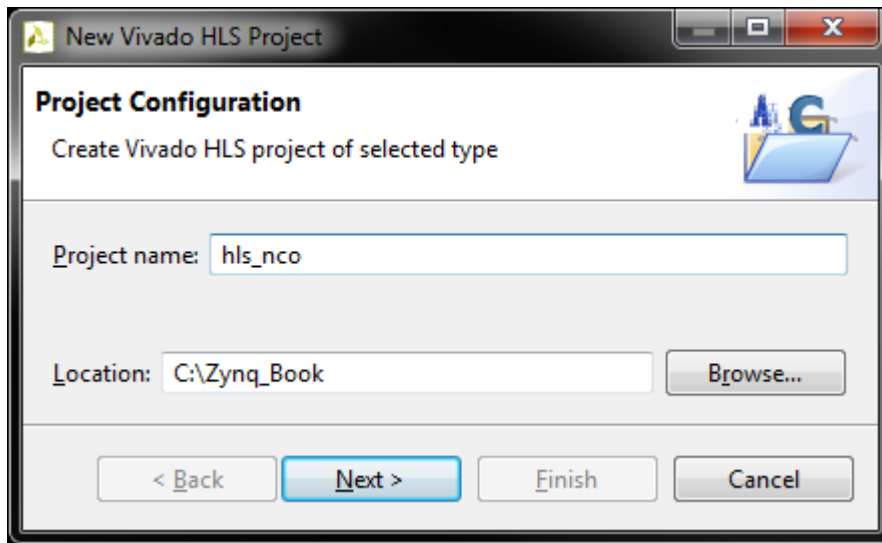 New Vivado HLS Project
Project Configuration
Create Vivado HLS project of selected type
Project name: hls_nco
Location: C:\Zynq_Book Browse...
< Back Next > Finish Cancel